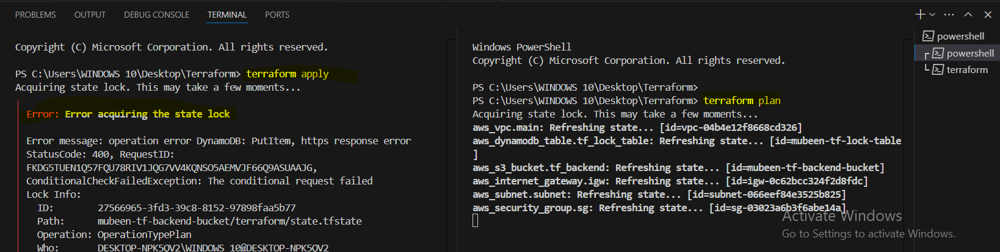 PROBLEMS OUTPUT DEBUG CONSOLE TERMINAL PORTS
Copyright (C) Microsoft Corporation. All rights reserved.
PS C:\Users\WINDOWS 10\Desktop\Terraform> terraform apply
Acquiring state lock. This may take a few moments...
Error: Error acquiring the state lock
Error message: operation error DynamoDB: PutItem, https response error
StatusCode: 400, RequestID:
FKDG5TUEN1Q57FQU78RIV1JQG7VV4KQNSO5AEMVJF66Q9ASUAAJG,
ConditionalCheckFailedException: The conditional request failed
Lock Info:
ID: 27566965-3fd3-39c8-8152-97898faa5b77
Path: mubeen-tf-backend-bucket/terraform/state.tfstate
Operation: OperationTypePlan
Who: DESKTOP-NPK5QV2\WINDOWS 10@DESKTOP-NPK5QV2
Windows PowerShell
Copyright (C) Microsoft Corporation. All rights reserved.
PS C:\Users\WINDOWS 10\Desktop\Terraform>
PS C:\Users\WINDOWS 10\Desktop\Terraform> terraform plan
Acquiring state lock. This may take a few moments...
aws_vpc.main: Refreshing state... [id=vpc-04b4e12f8668cd326]
aws_dynamodb_table.tf_lock_table: Refreshing state... [id=mubeen-tf-lock-table
]
aws_s3_bucket.tf_backend: Refreshing state... [id=mubeen-tf-backend-bucket]
aws_internet_gateway.igw: Refreshing state... [id=igw-0c62bcc324f2d8fdc]
aws_subnet.subnet: Refreshing state... [id=subnet-066eef84e3525b825]
aws_security_group.sg: Refreshing state... [id=sg-03023a6b3f6abe14a]
powershell
powershell
terraform
Activate Windows
Go to Settings to activate Windows.